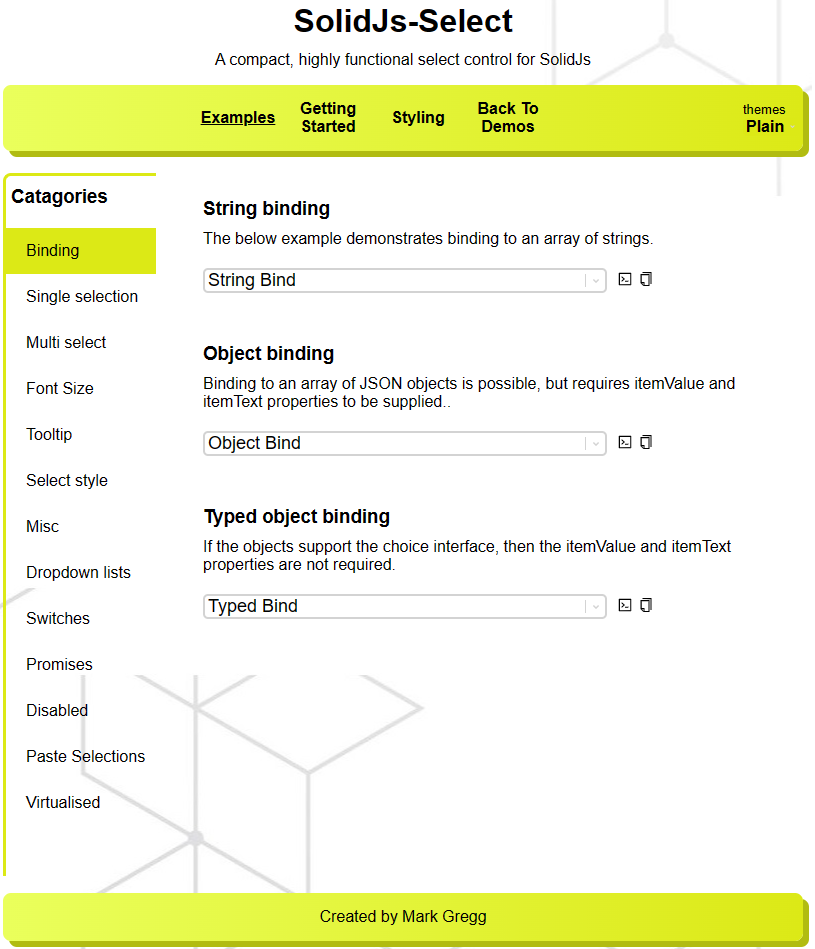 SolidJs-Select
A compact, highly functional select control for SolidJs
Examples
Getting
Started
Styling
Back To
Demos
themes
Plain
Catagories
Binding
Single selection
Multi select
Font Size
Tooltip
Select style
Misc
Dropdown lists
Switches
Promises
Disabled
Paste Selections
Virtualised
String binding
The below example demonstrates binding to an array of strings.
String Bind
Object binding
Binding to an array of JSON objects is possible, but requires itemValue and
itemText properties to be supplied..
Object Bind
Typed object binding
If the objects support the choice interface, then the itemValue and itemText
properties are not required.
Typed Bind
Created by Mark Gregg